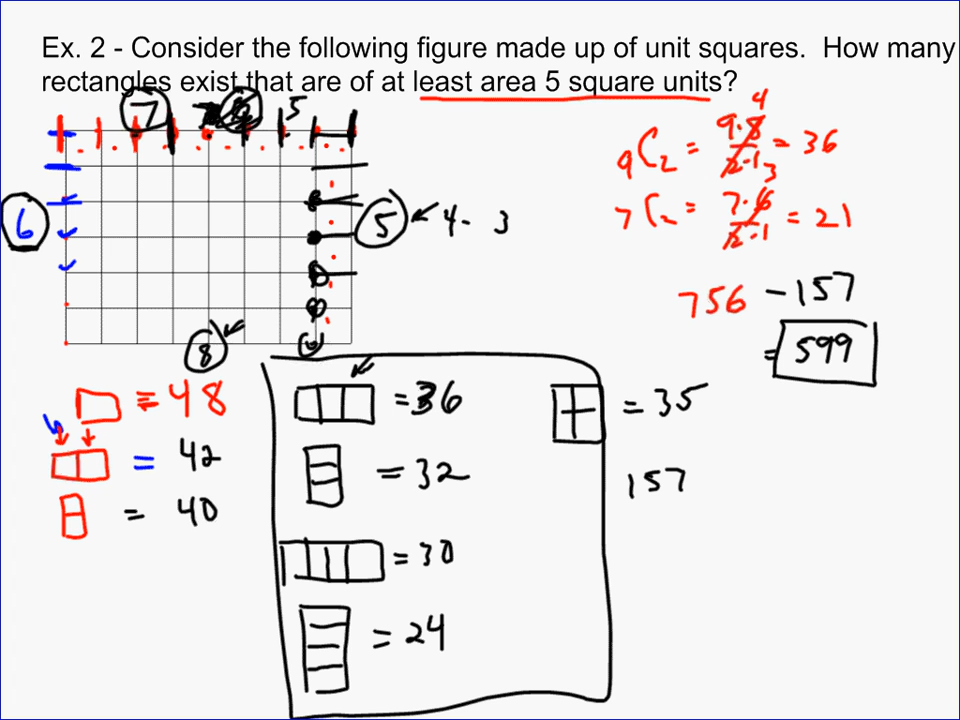 Ex. 2 - Consider the following figure made up of unit squares. How many
rectangles exist that are of at least area 5 square units?
7 5
6
5 ← 4- 3
8
9C2 = 9·8 / 2·1 = 36
4
3
7C2 = 7·6 / 2·1 = 21
756 - 157
= 599
= 48
= 42
= 40
= 36
= 32
= 30
= 24
= 35
157